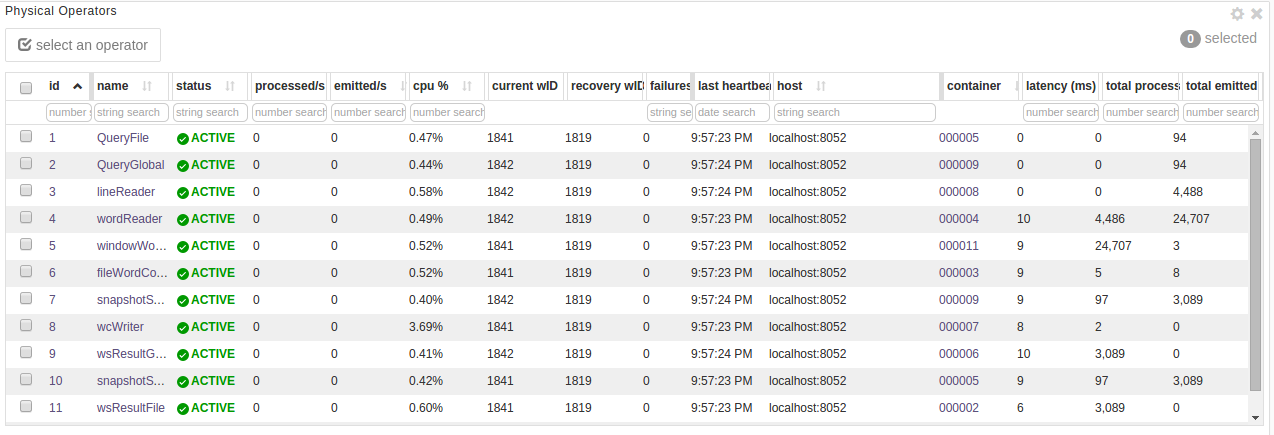 Physical Operators
select an operator
0 selected
id name status processed/s emitted/s cpu % current wID recovery wID failures last heartbea host container latency (ms) total process total emitted
number s string search string search number search number search number search string se date search string search number search number search number search
1 QueryFile ACTIVE 0 0 0.47% 1841 1819 0 9:57:23 PM localhost:8052 000005 0 0 94
2 QueryGlobal ACTIVE 0 0 0.44% 1842 1819 0 9:57:24 PM localhost:8052 000009 0 0 94
3 lineReader ACTIVE 0 0 0.58% 1842 1819 0 9:57:24 PM localhost:8052 000008 0 0 4,488
4 wordReader ACTIVE 0 0 0.49% 1842 1819 0 9:57:23 PM localhost:8052 000004 10 4,486 24,707
5 windowWo... ACTIVE 0 0 0.52% 1841 1819 0 9:57:23 PM localhost:8052 000011 9 24,707 3
6 fileWordCo... ACTIVE 0 0 0.52% 1841 1819 0 9:57:23 PM localhost:8052 000003 9 5 8
7 snapshotS... ACTIVE 0 0 0.40% 1842 1819 0 9:57:24 PM localhost:8052 000009 9 97 3,089
8 wcWriter ACTIVE 0 0 3.69% 1841 1819 0 9:57:23 PM localhost:8052 000007 8 2 0
9 wsResultG... ACTIVE 0 0 0.41% 1842 1819 0 9:57:24 PM localhost:8052 000006 10 3,089 0
10 snapshotS... ACTIVE 0 0 0.42% 1841 1819 0 9:57:23 PM localhost:8052 000005 9 97 3,089
11 wsResultFile ACTIVE 0 0 0.60% 1841 1819 0 9:57:23 PM localhost:8052 000002 6 3,089 0